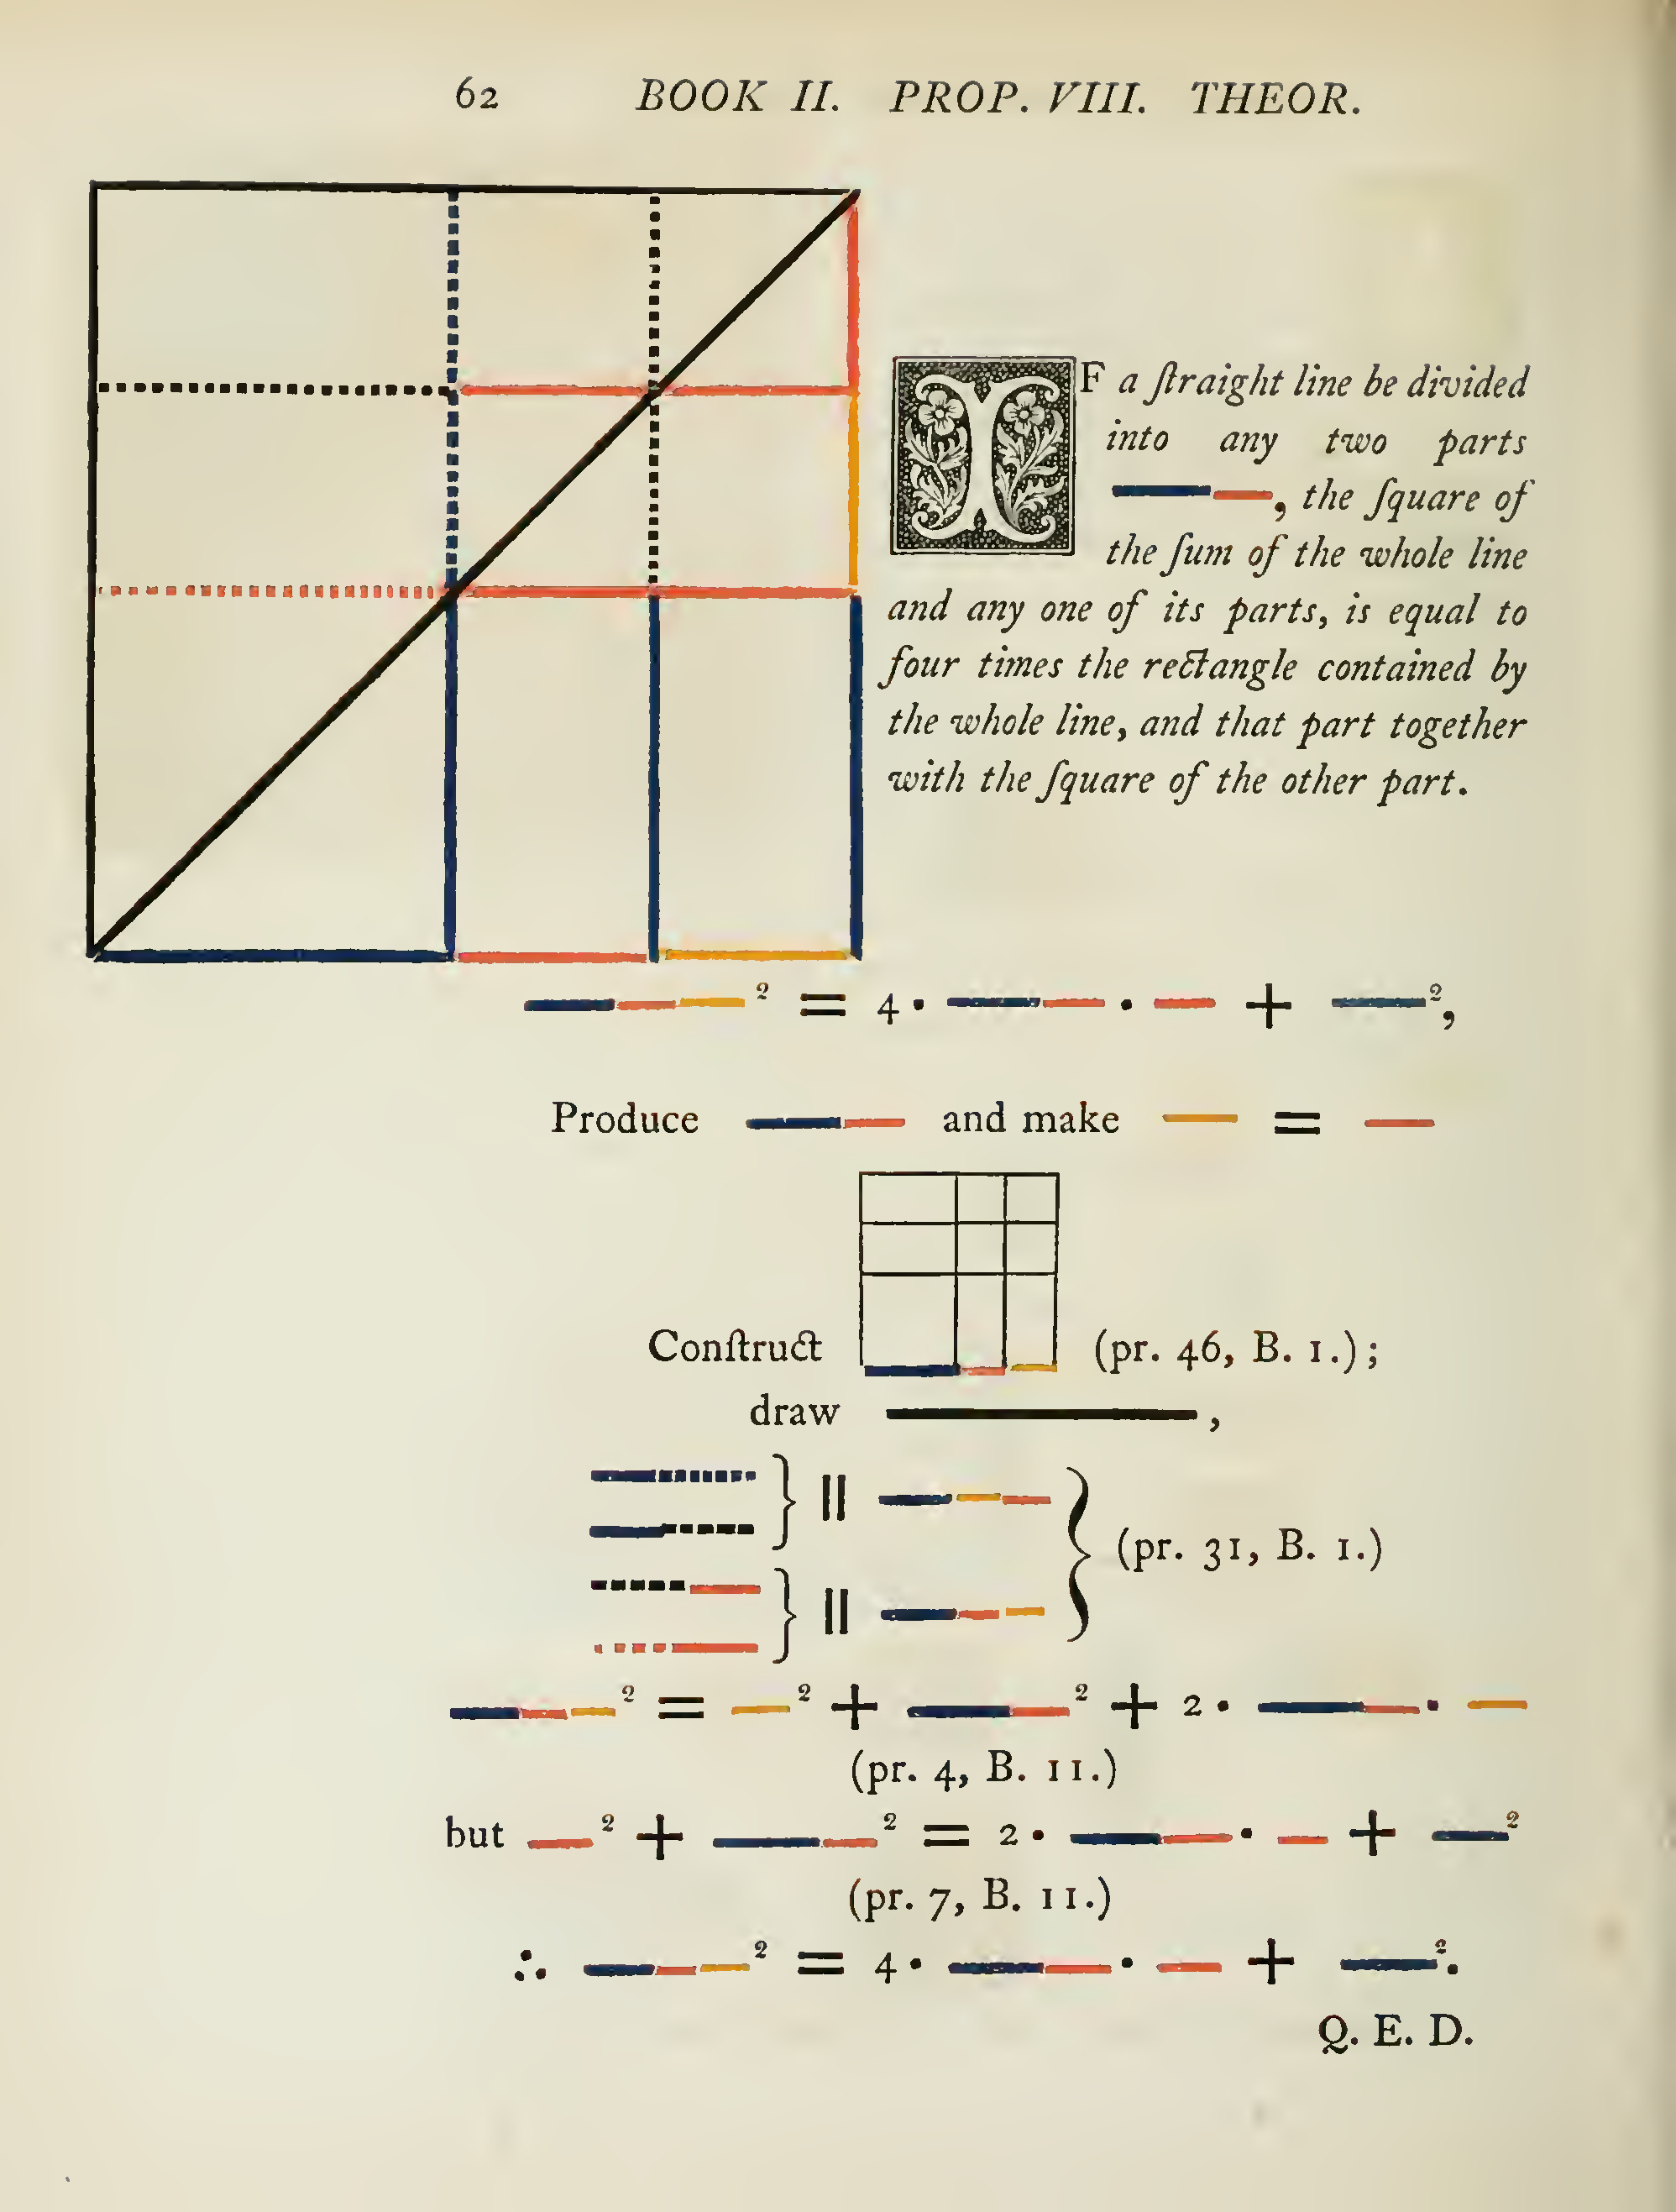 62 BOOK II. PROP. VIII. THEOR.
IF a ſtraight line be divided
into any two parts
, the ſquare of
the ſum of the whole line
and any one of its parts, is equal to
four times the rectangle contained by
the whole line, and that part together
with the ſquare of the other part.
² = 4 · · + ²,
Produce and make =
Conſtruct (pr. 46, B. 1.) ;
draw ,
} || }
(pr. 31, B. 1.)
} ||
² = ² + ² + 2 · ·
(pr. 4, B. 11.)
but ² + ² = 2 · · + ²
(pr. 7, B. 11.)
∴ ² = 4 · · + ².
Q. E. D.